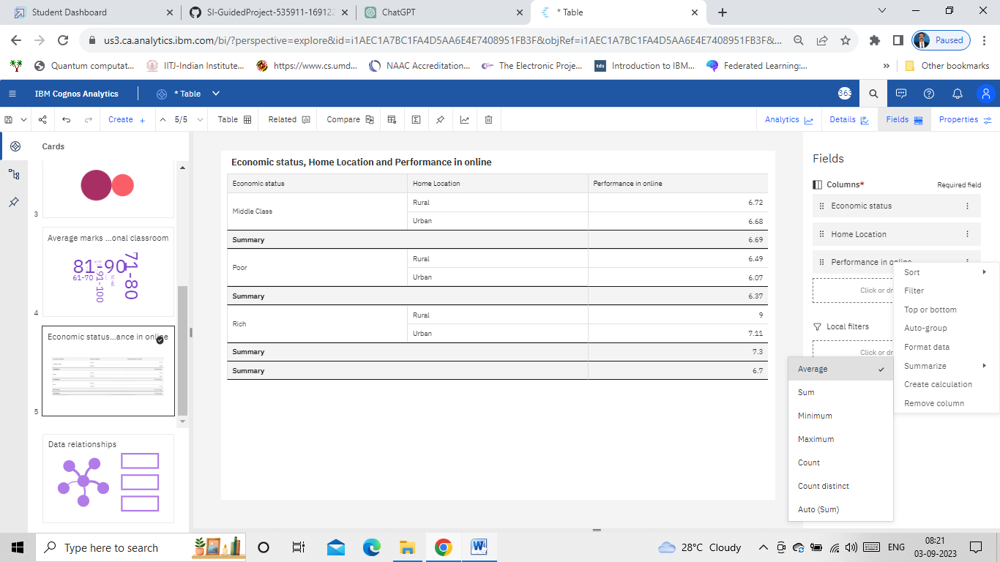 Student Dashboard
SI-GuidedProject-535911-169122
ChatGPT
* Table
us3.ca.analytics.ibm.com/bi/?perspective=explore&id=i1AEC1A7BC1FA4D5AA6E4E7408951FB3F&objRef=i1AEC1A7BC1FA4D5AA6E4E7408951FB3F&...
Paused
Quantum computat...
IITJ-Indian Institute...
https://www.cs.umd...
NAAC Accreditation...
The Electronic Proje...
tds
Introduction to IBM...
Federated Learning:...
»
Other bookmarks
IBM Cognos Analytics
* Table
363
Create +
5/5
Table
Related
Compare
Analytics
Details
Fields
Properties
Cards
3
Average marks ...onal classroom
81-90
71-80
61-70
91-100
4
Economic status...ance in online
5
Data relationships
Economic status, Home Location and Performance in online
Economic status Home Location Performance in online
Middle Class Rural 6.72
Urban 6.68
Summary 6.69
Poor Rural 6.49
Urban 6.07
Summary 6.37
Rich Rural 9
Urban 7.11
Summary 7.3
Summary 6.7
Fields
Columns* Required field
Economic status
Home Location
Performance in online
Click or dr
Local filters
Click or dr
Sort
Filter
Top or bottom
Auto-group
Format data
Summarize
Create calculation
Remove column
Average
Sum
Minimum
Maximum
Count
Count distinct
Auto (Sum)
Type here to search
28°C Cloudy
ENG
08:21
03-09-2023